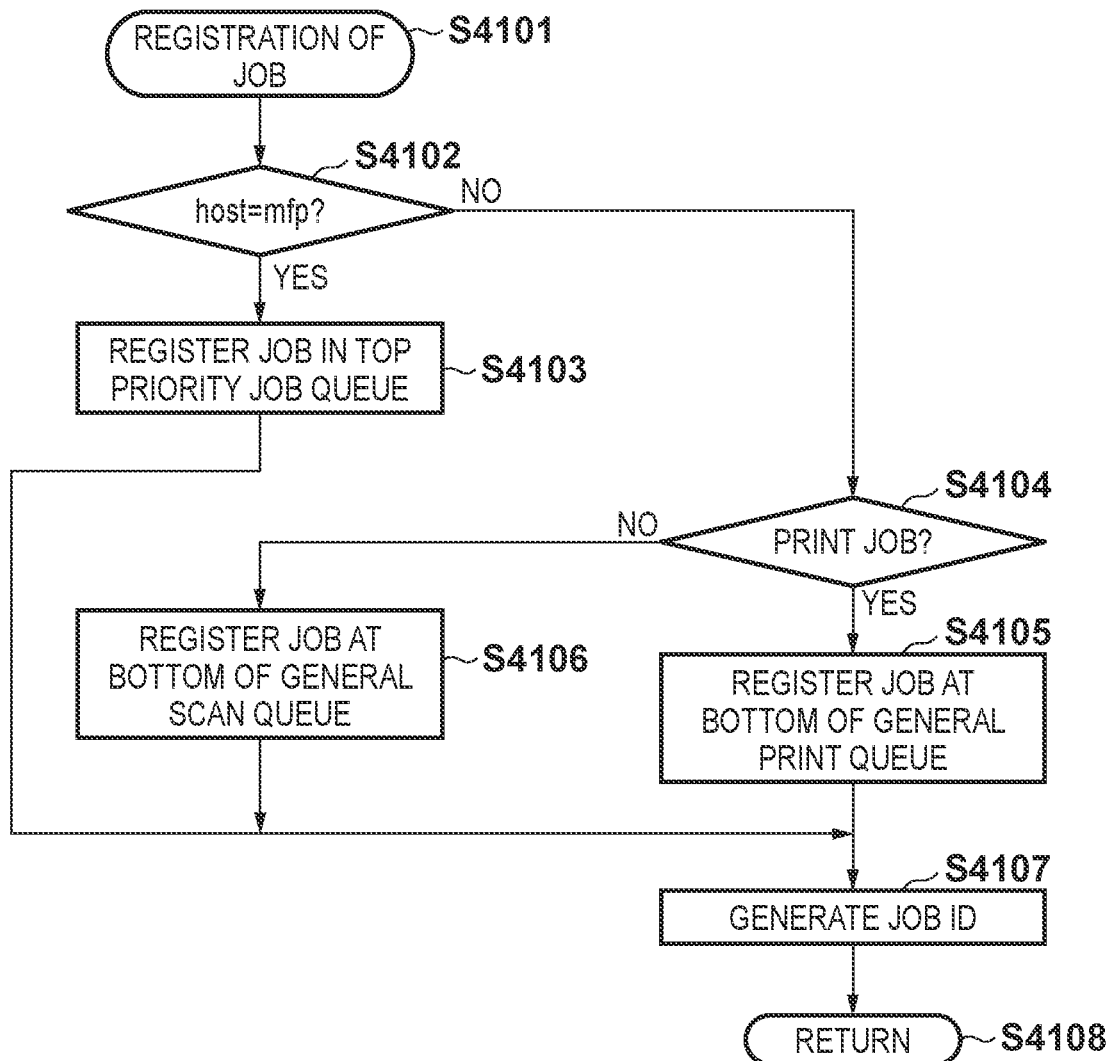 REGISTRATION OF
JOB
S4101
S4102
host=mfp?
NO
YES
REGISTER JOB IN TOP
PRIORITY JOB QUEUE
S4103
S4104
PRINT JOB?
NO
YES
REGISTER JOB AT
BOTTOM OF GENERAL
SCAN QUEUE
S4106
S4105
REGISTER JOB AT
BOTTOM OF GENERAL
PRINT QUEUE
S4107
GENERATE JOB ID
RETURN
S4108